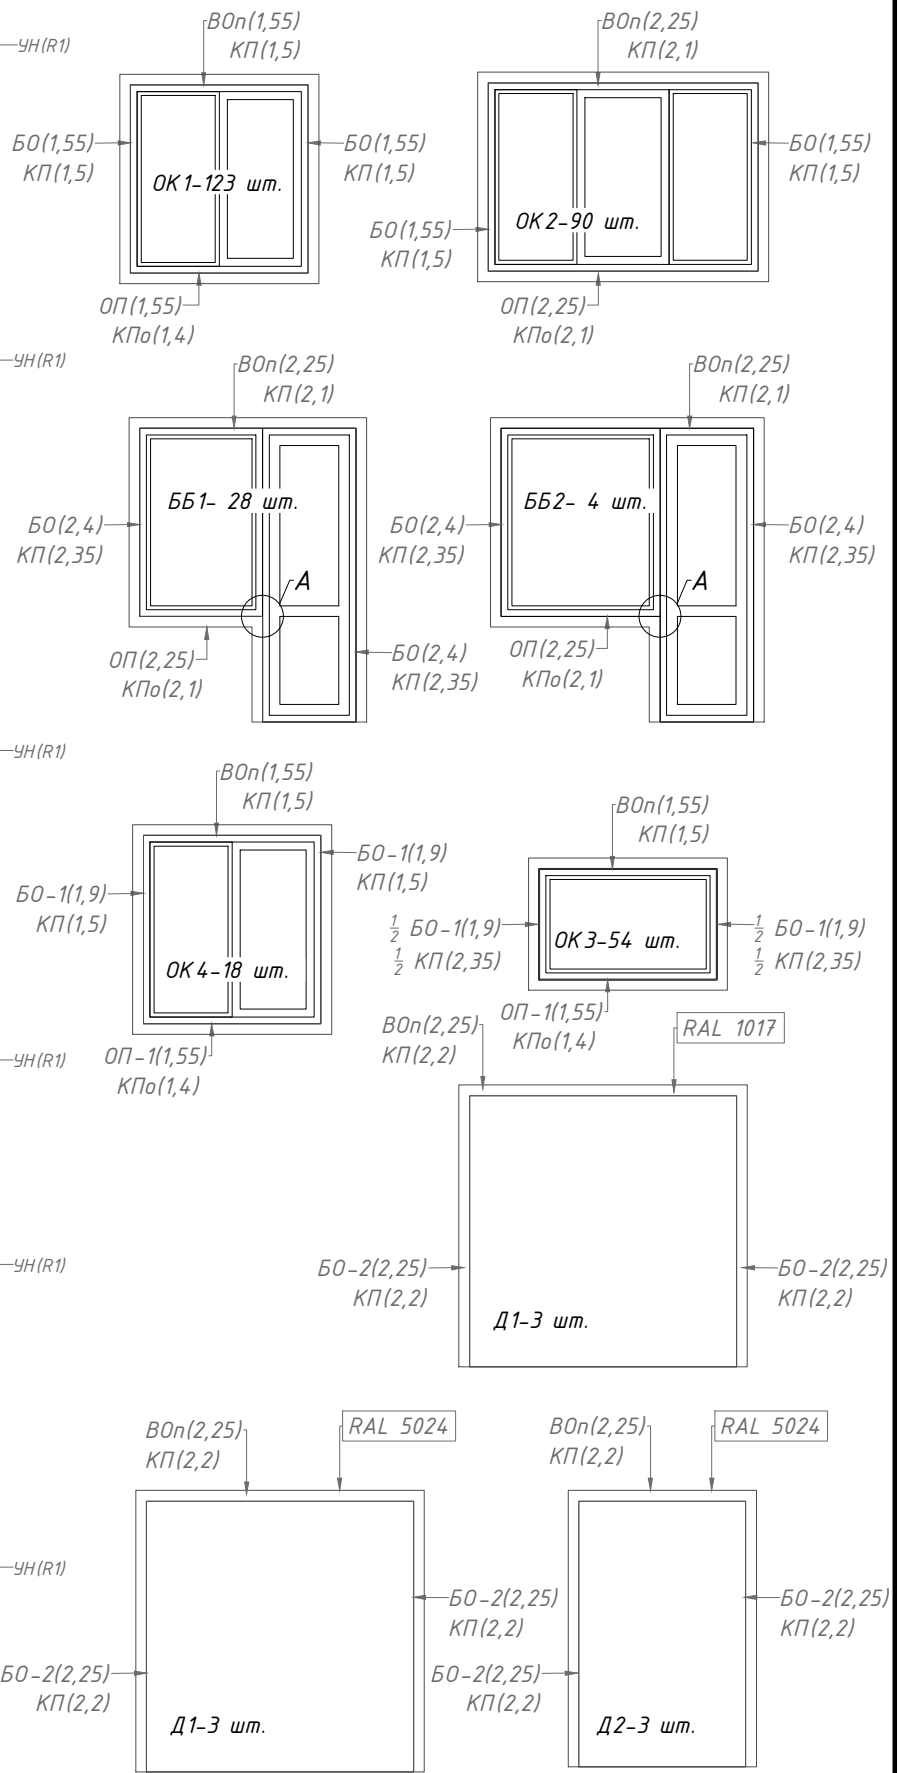 УН(R1)
ВОп(1,55)
КП(1,5)
БО(1,55)
КП(1,5)
БО(1,55)
КП(1,5)
ОК1-123 шт.
ОП(1,55)
КПо(1,4)
ВОп(2,25)
КП(2,1)
БО(1,55)
КП(1,5)
БО(1,55)
КП(1,5)
ОК2-90 шт.
ОП(2,25)
КПо(2,1)
УН(R1)
ВОп(2,25)
КП(2,1)
ББ1- 28 шт.
БО(2,4)
КП(2,35)
А
БО(2,4)
КП(2,35)
ОП(2,25)
КПо(2,1)
ВОп(2,25)
КП(2,1)
ББ2- 4 шт.
БО(2,4)
КП(2,35)
БО(2,4)
КП(2,35)
А
ОП(2,25)
КПо(2,1)
УН(R1)
ВОп(1,55)
КП(1,5)
БО-1(1,9)
КП(1,5)
БО-1(1,9)
КП(1,5)
ОК4-18 шт.
ОП-1(1,55)
КПо(1,4)
ВОп(1,55)
КП(1,5)
1/2 БО-1(1,9)
1/2 КП(2,35)
ОК3-54 шт.
1/2 БО-1(1,9)
1/2 КП(2,35)
ОП-1(1,55)
КПо(1,4)
УН(R1)
ВОп(2,25)
КП(2,2)
RAL 1017
УН(R1)
БО-2(2,25)
КП(2,2)
БО-2(2,25)
КП(2,2)
Д1-3 шт.
ВОп(2,25)
КП(2,2)
RAL 5024
УН(R1)
БО-2(2,25)
КП(2,2)
БО-2(2,25)
КП(2,2)
Д1-3 шт.
ВОп(2,25)
КП(2,2)
RAL 5024
БО-2(2,25)
КП(2,2)
БО-2(2,25)
КП(2,2)
Д2-3 шт.